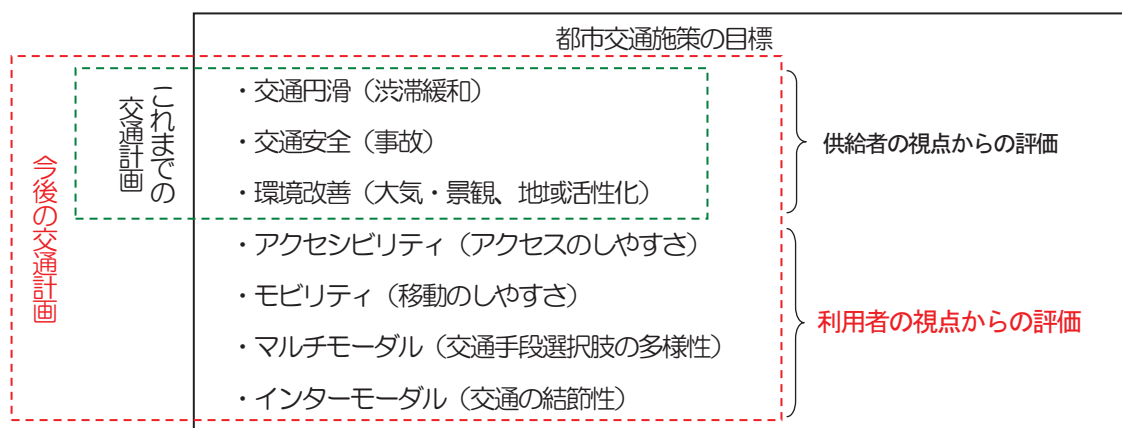 都市交通施策の目標
今後の交通計画
これまでの
交通計画
・交通円滑（渋滞緩和）
・交通安全（事故）
・環境改善（大気・景観、地域活性化）
供給者の視点からの評価
・アクセシビリティ（アクセスのしやすさ）
・モビリティ（移動のしやすさ）
・マルチモーダル（交通手段選択肢の多様性）
・インターモーダル（交通の結節性）
利用者の視点からの評価